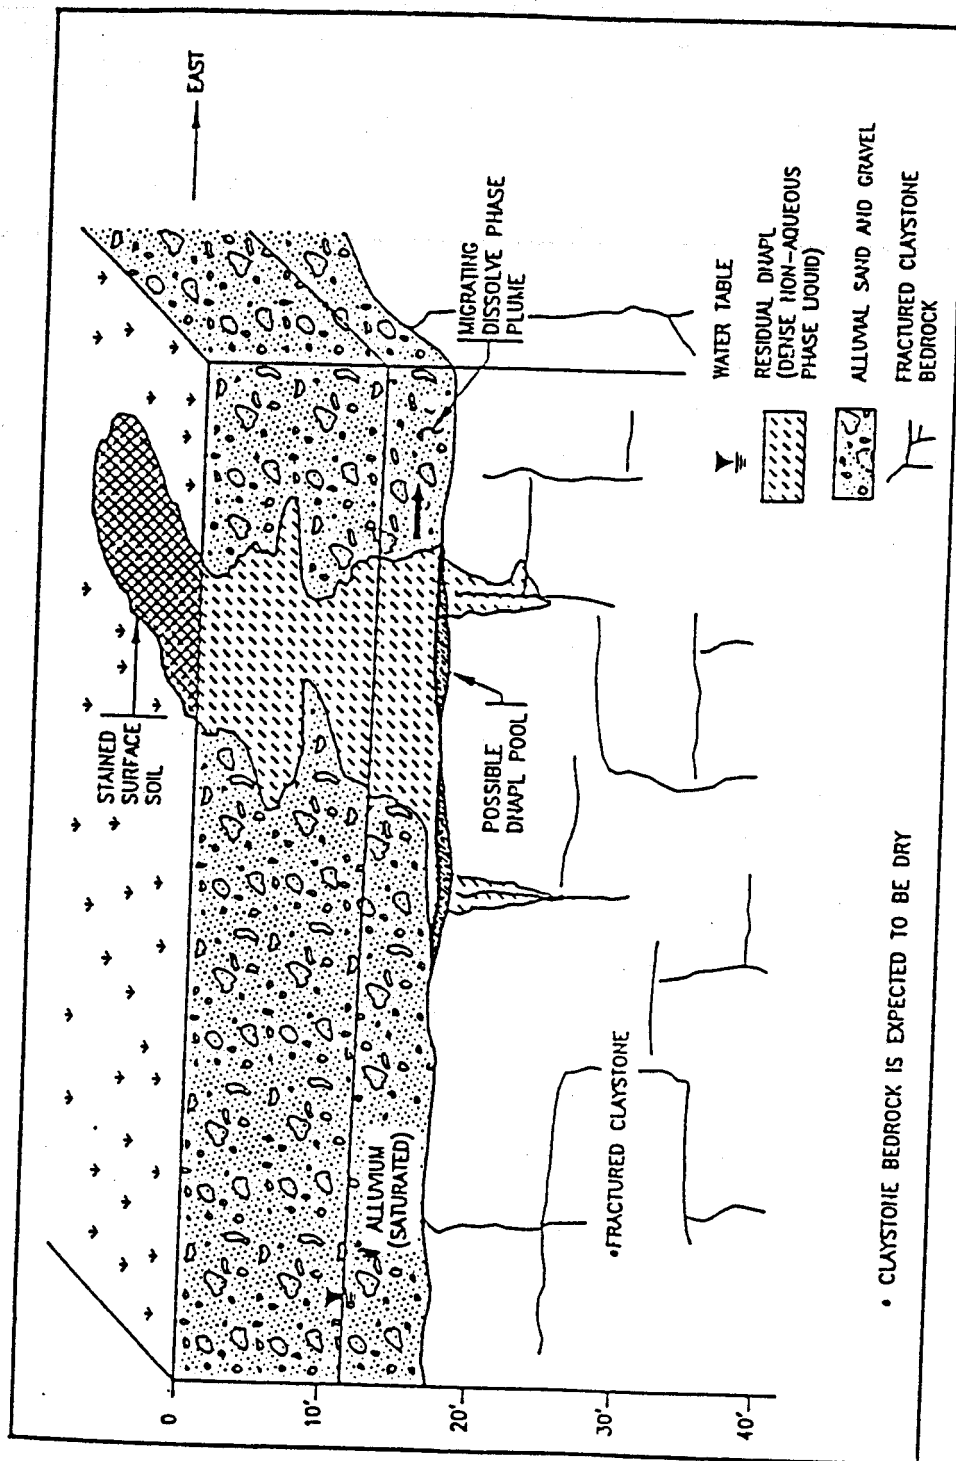 EAST
STAINED
SURFACE
SOIL
0
10'
20'
30'
40'
ALLUVIUM
(SATURATED)
POSSIBLE
DNAPL POOL
MIGRATING
DISSOLVE PHASE
PLUNE
•FRACTURED CLAYSTONE
WATER TABLE
RESIDUAL DNAPL
(DENSE NON-AQUEOUS
PHASE LIQUID)
ALLUVIAL SAND AND GRAVEL
FRACTURED CLAYSTONE
BEDROCK
• CLAYSTONE BEDROCK IS EXPECTED TO BE DRY